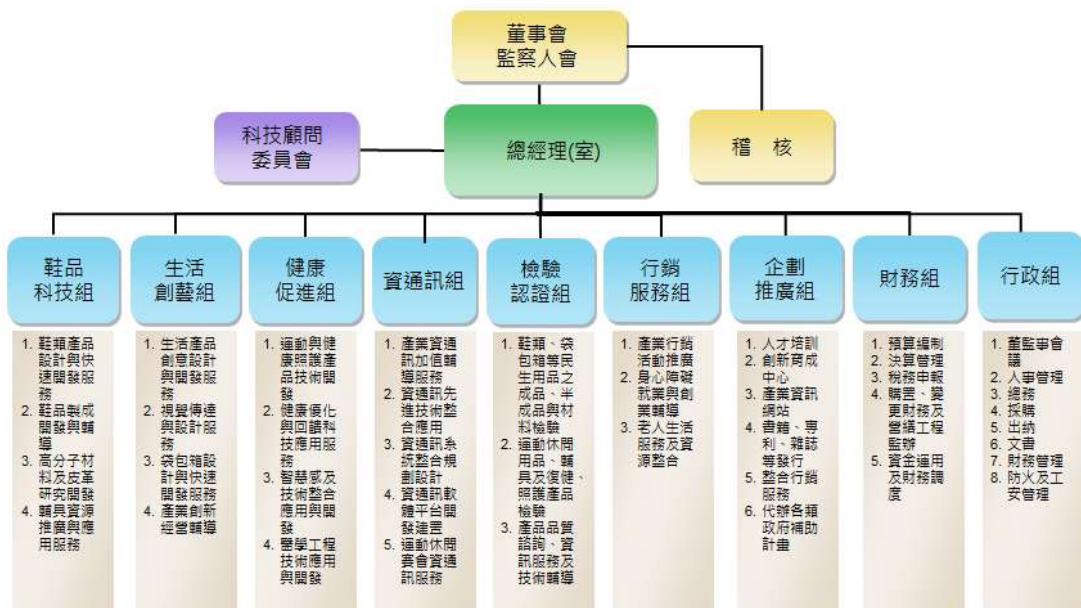 董事會
監察人會
科技顧問
委員會
總經理(室)
稽 核
鞋品
科技組
生活
創藝組
健康
促進組
資通訊組
檢驗
認證組
行銷
服務組
企劃
推廣組
財務組
行政組
1. 鞋類產品
設計與快
速開發服
務
2. 鞋品製成
開發與輔
導
3. 高分子材
料及皮革
研究開發
4. 輔具資源
推廣與應
用服務
1. 生活產品
創意設計
與開發服
務
2. 視覺傳達
與設計服
務
3. 袋包箱設
計與快速
開發服務
4. 產業創新
經營輔導
1. 運動與健
康照護產
品技術開
發
2. 健康優化
與回饋科
技應用服
務
3. 智慧感及
技術整合
應用與開
發
4. 醫學工程
技術應用
與開發
1. 產業資通
訊加值輔
導服務
2. 資通訊先
進技術整
合應用
3. 資通訊系
統整合規
劃設計
4. 資通訊軟
體平台開
發建置
5. 運動休閒
賽會資通
訊服務
1. 鞋類、袋
包箱等民
生用品之
成品、半
成品與材
料檢驗
2. 運動休閒
用品、輔
具及復健、
照護產品
檢驗
3. 產品品質
諮詢、資
訊服務及
技術輔導
1. 產業行銷
活動推廣
2. 身心障礙
就業與創
業輔導
3. 老人生活
服務及資
源整合
1. 人才培訓
2. 創新育成
中心
3. 產業資訊
網站
4. 書籍、專
利、雜誌
等發行
5. 整合行銷
服務
6. 代辦各類
政府補助
計畫
1. 預算編制
2. 決算管理
3. 稅務申報
4. 購置、變
更財務及
營繕工程
監辦
5. 資金運用
及財務調
度
1. 董監事會
議
2. 人事管理
3. 總務
4. 採購
5. 出納
6. 文書
7. 財務管理
8. 防火及工
安管理